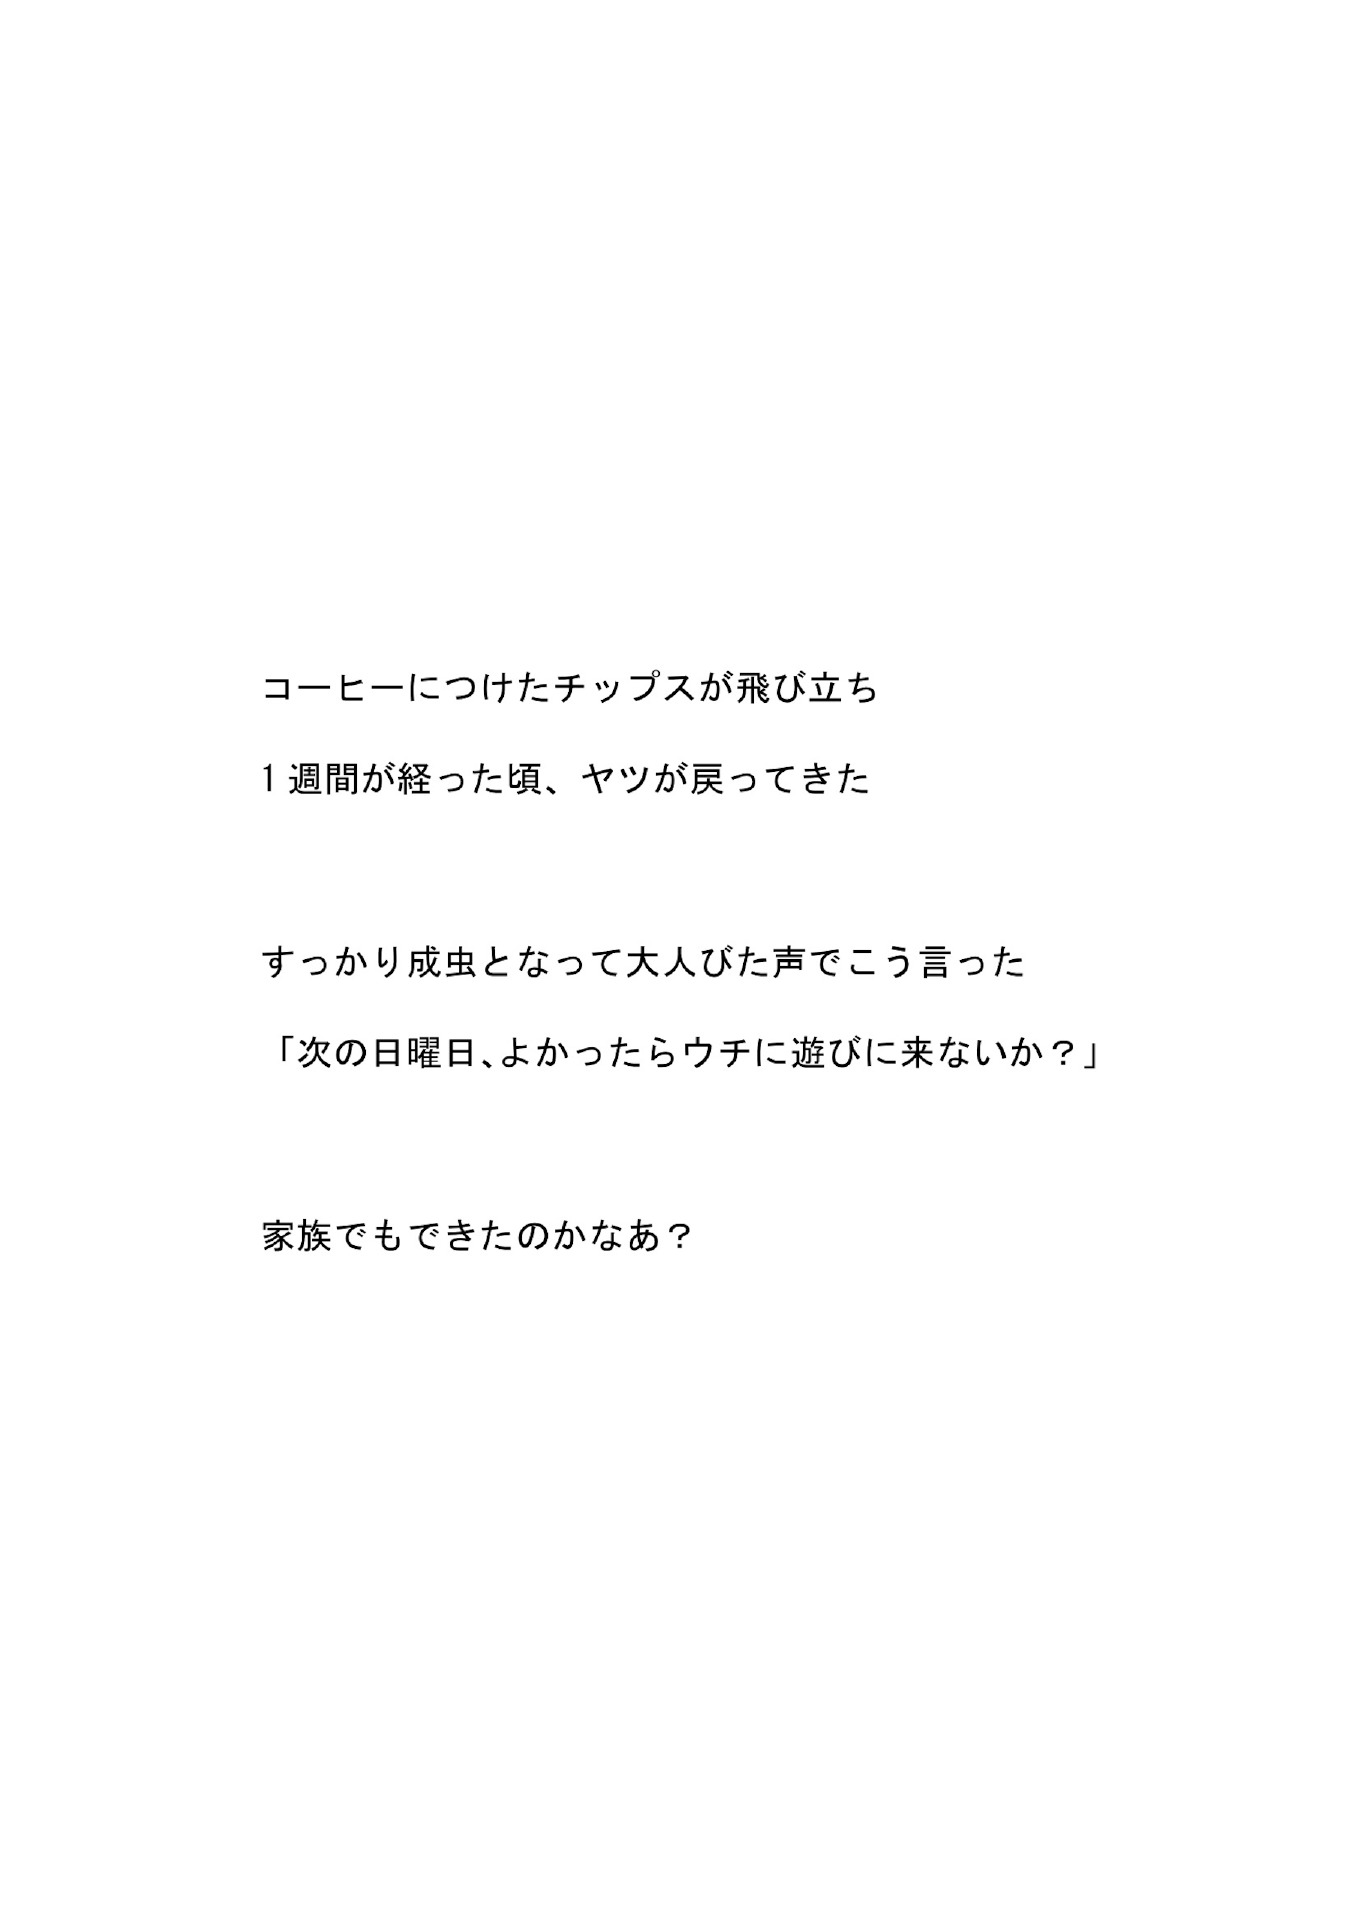 コーヒーにつけたチップスが飛び立ち
1週間が経った頃、ヤツが戻ってきた
すっかり成虫となって大人びた声でこう言った
「次の日曜日、よかったらウチに遊びに来ないか？」
家族でもできたのかなあ？